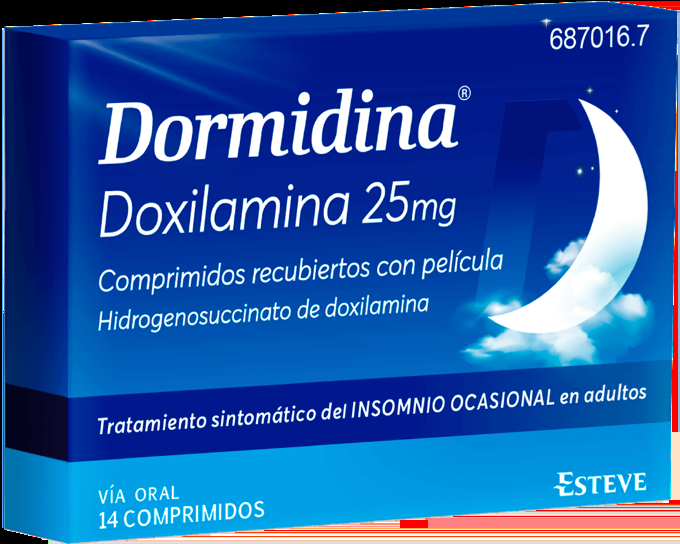 687016.7
Dormidina®
Doxilamina 25mg
Comprimidos recubiertos con película
Hidrogenosuccinato de doxilamina
Tratamiento sintomático del INSOMNIO OCASIONAL en adultos
VÍA ORAL
14 COMPRIMIDOS
ESTEVE